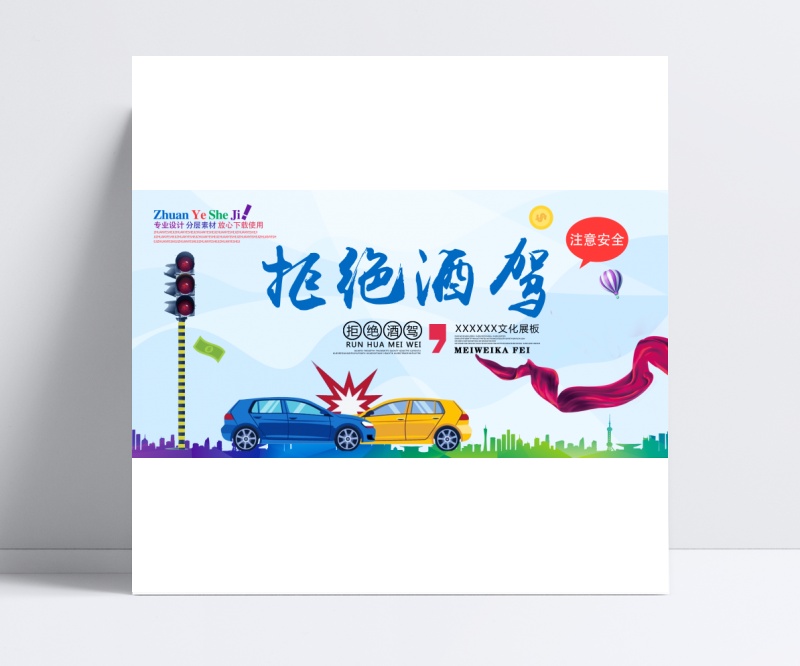 Zhuan Ye She Ji!
专业设计 分层素材 放心下载使用
注意安全
拒绝酒驾
拒绝酒驾
RUN HUA MEI WEI
XXXXXX文化展板
MEIWEIKA FEI